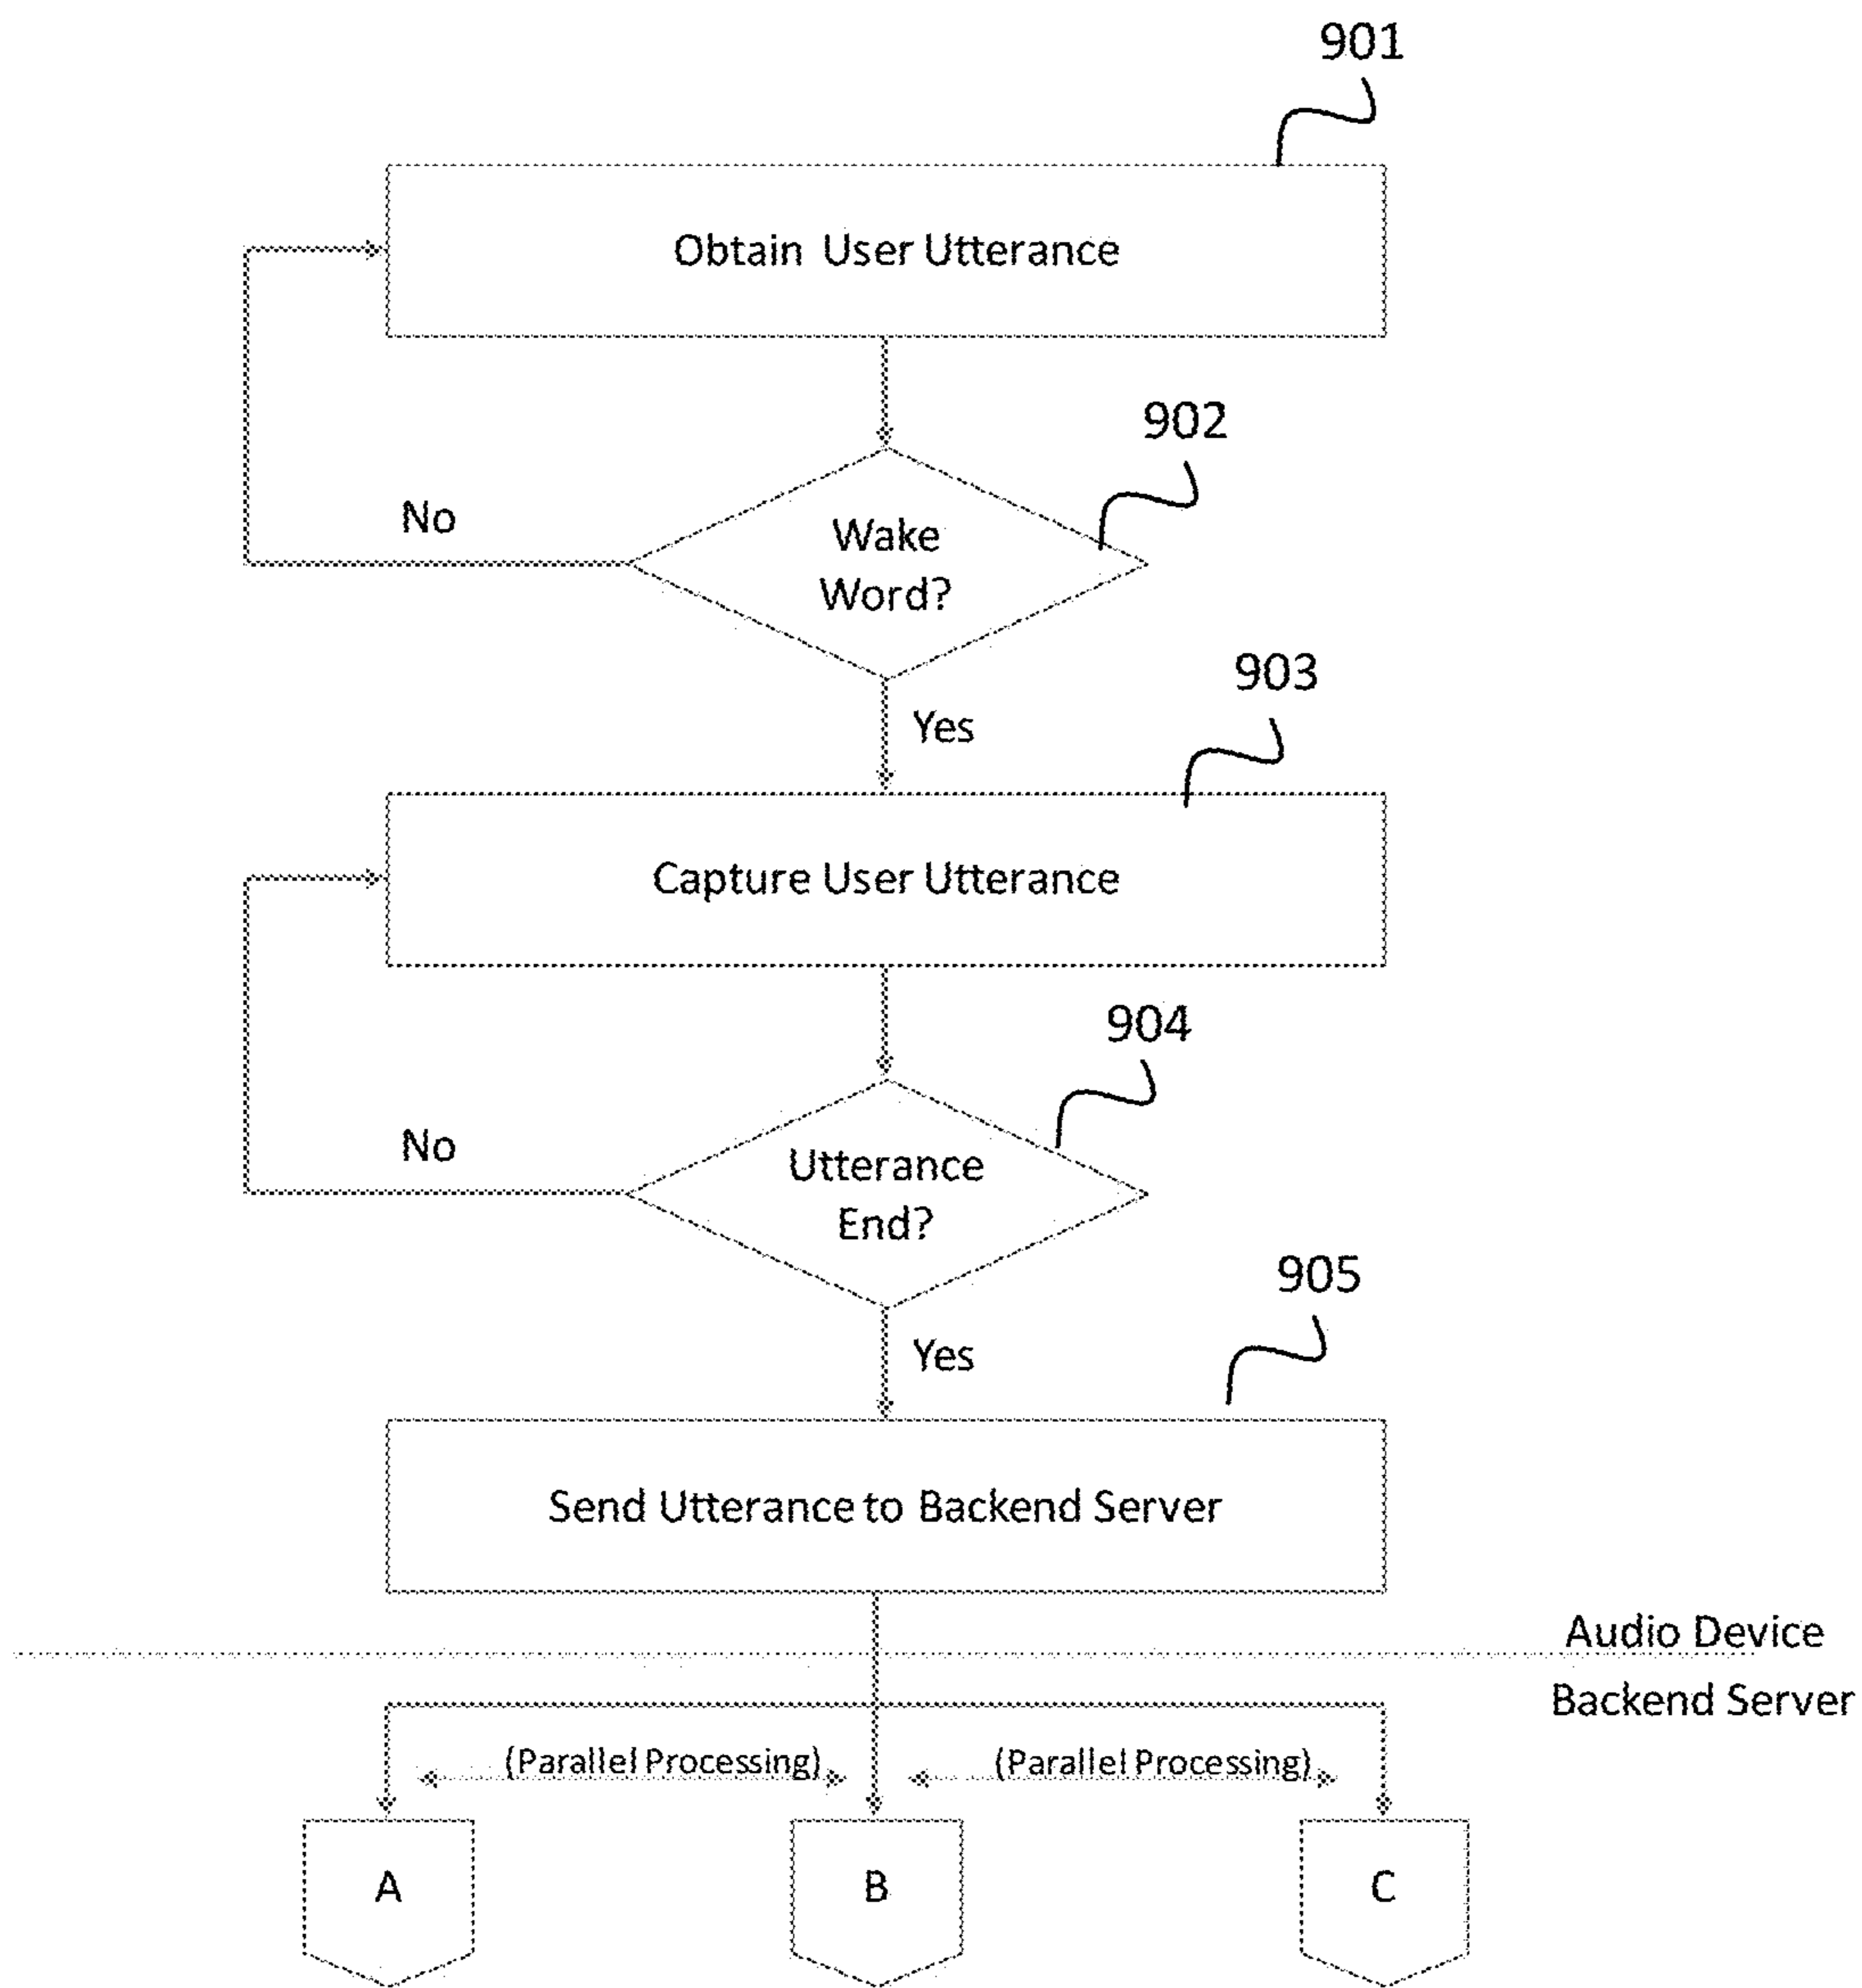 901
Obtain User Utterance
902
No
Wake
Word?
903
Yes
Capture User Utterance
904
No
Utterance
End?
905
Yes
Send Utterance to Backend Server
Audio Device
Backend Server
(Parallel Processing)
(Parallel Processing)
A
B
C